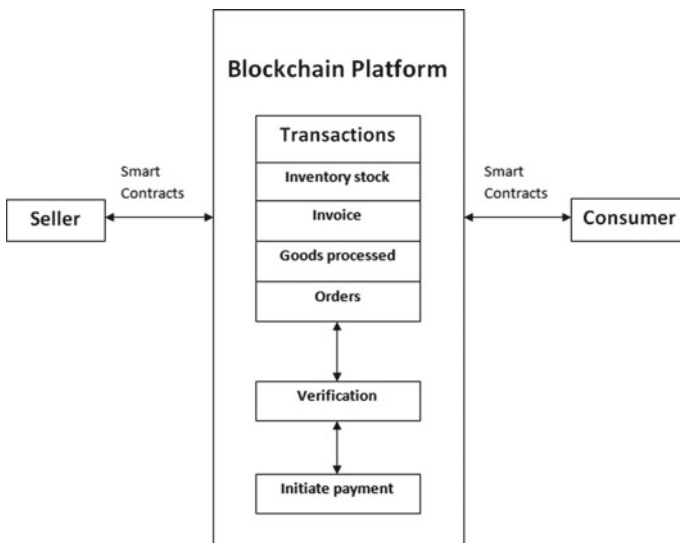 Blockchain Platform
Transactions
Inventory stock
Invoice
Goods processed
Orders
Verification
Initiate payment
Smart
Contracts
Seller
Smart
Contracts
Consumer